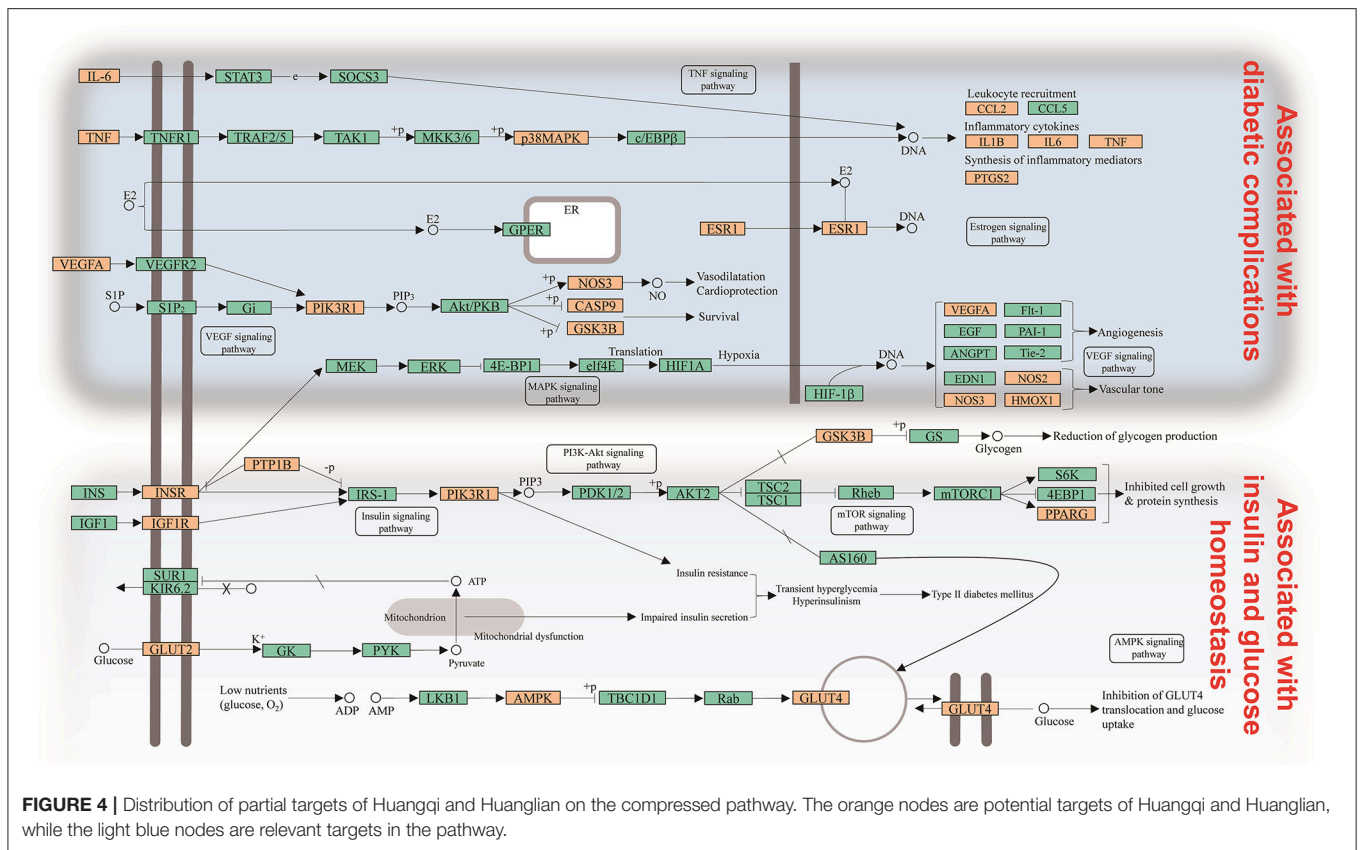 IL-6
STAT3
e
SOCS3
TNF signaling
pathway
Leukocyte recruitment
CCL2
CCL5
Inflammatory cytokines
TNF
TNFR1
TRAF2/5
TAK1
+p
MKK3/6
+p
p38MAPK
c/EBPβ
DNA
IL1B
IL6
TNF
Synthesis of inflammatory mediators
PTGS2
E2
E2
E2
GPER
ER
ESR1
ESR1
DNA
Estrogen signaling
pathway
VEGFA
VEGFR2
S1P
S1P2
Gi
PIK3R1
PIP3
Akt/PKB
+p
NOS3
NO
Vasodilatation
Cardioprotection
+p
CASP9
+p
GSK3B
Survival
VEGF signaling
pathway
MEK
ERK
4E-BP1
Translation
elf4E
HIF1A
Hypoxia
MAPK signaling
pathway
HIF-1β
DNA
VEGFA
Flt-1
EGF
PAI-1
ANGPT
Tie-2
Angiogenesis
VEGF signaling
pathway
EDN1
NOS2
NOS3
HMOX1
Vascular tone
Associated with
diabetic complications
GSK3B
+p
GS
Glycogen
Reduction of glycogen production
PTP1B
-p
PI3K-Akt signaling
pathway
INS
INSR
IRS-1
PIK3R1
PIP3
PDK1/2
+p
AKT2
TSC2
TSC1
Rheb
mTORC1
S6K
4EBP1
PPARG
Inhibited cell growth
& protein synthesis
IGF1
IGF1R
Insulin signaling
pathway
mTOR signaling
pathway
AS160
SUR1
KIR6.2
X
ATP
Insulin resistance
Transient hyperglycemia
Hyperinsulinism
Type II diabetes mellitus
Mitochondrion
Impaired insulin secretion
Mitochondrial dysfunction
Glucose
GLUT2
K+
GK
PYK
Pyruvate
AMPK signaling
pathway
Low nutrients
(glucose, O2)
ADP
AMP
LKB1
AMPK
+p
TBC1D1
Rab
GLUT4
GLUT4
Glucose
Inhibition of GLUT4
translocation and glucose
uptake
Associated with
insulin and glucose
homeostasis
FIGURE 4 | Distribution of partial targets of Huangqi and Huanglian on the compressed pathway. The orange nodes are potential targets of Huangqi and Huanglian,
while the light blue nodes are relevant targets in the pathway.